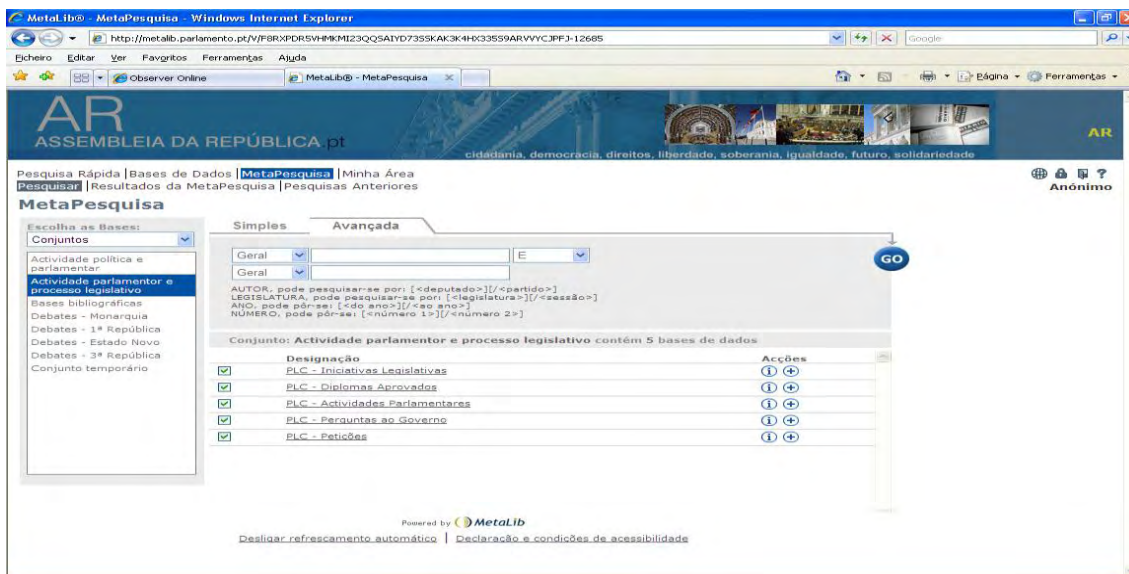 MetaLib® - MetaPesquisa - Windows Internet Explorer
http://metalib.parlamento.pt/V/F8RXPDR5VHMKMI23QQSAIYD73SSKAK3K4HX33559ARVVYCJPFJ-12685
Google
Ficheiro Editar Ver Favoritos Ferramentas Ajuda
Observer Online MetaLib® - MetaPesquisa Página Ferramentas
AR
ASSEMBLEIA DA REPÚBLICA.pt
AR
cidadania, democracia, direitos, liberdade, soberania, igualdade, futuro, solidariedade
Pesquisa Rápida |Bases de Dados |MetaPesquisa |Minha Área
Pesquisar |Resultados da MetaPesquisa |Pesquisas Anteriores
Anónimo
MetaPesquisa
Escolha as Bases:
Conjuntos
Actividade política e
parlamentar
Actividade parlamentor e
processo legislativo
Bases bibliográficas
Debates - Monarquia
Debates - 1ª República
Debates - Estado Novo
Debates - 3ª República
Conjunto temporário
Simples Avançada
Geral E
Geral
GO
AUTOR, pode pesquisar-se por: [<deputado>][/<partido>]
LEGISLATURA, pode pesquisar-se por: [<legislatura>][/<sessão>]
ANO, pode pôr-se: [<do ano>][/<ao ano>]
NÚMERO, pode pôr-se: [<número 1>][/<número 2>]
Conjunto: Actividade parlamentor e processo legislativo contém 5 bases de dados
Designação Acções
PLC - Iniciativas Legislativas
PLC - Diplomas Aprovados
PLC - Actividades Parlamentares
PLC - Perguntas ao Governo
PLC - Petições
Powered by MetaLib
Desligar refrescamento automático | Declaração e condições de acessibilidade